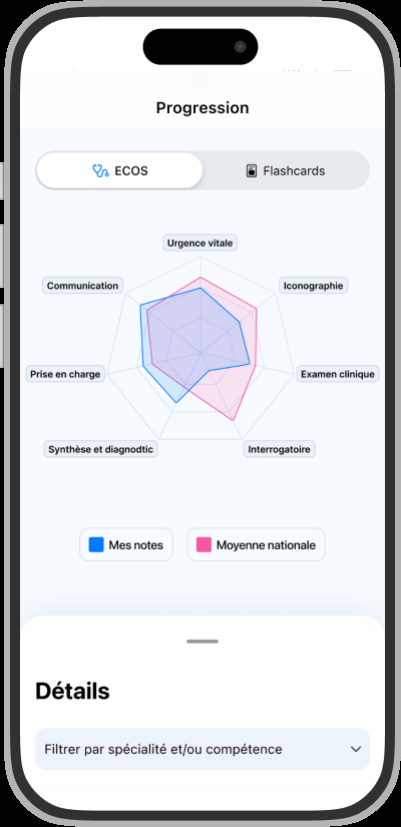 Progression
ECOS
Flashcards
Urgence vitale
Communication
Iconographie
Prise en charge
Examen clinique
Synthèse et diagnodtic
Interrogatoire
Mes notes
Moyenne nationale
Détails
Filtrer par spécialité et/ou compétence